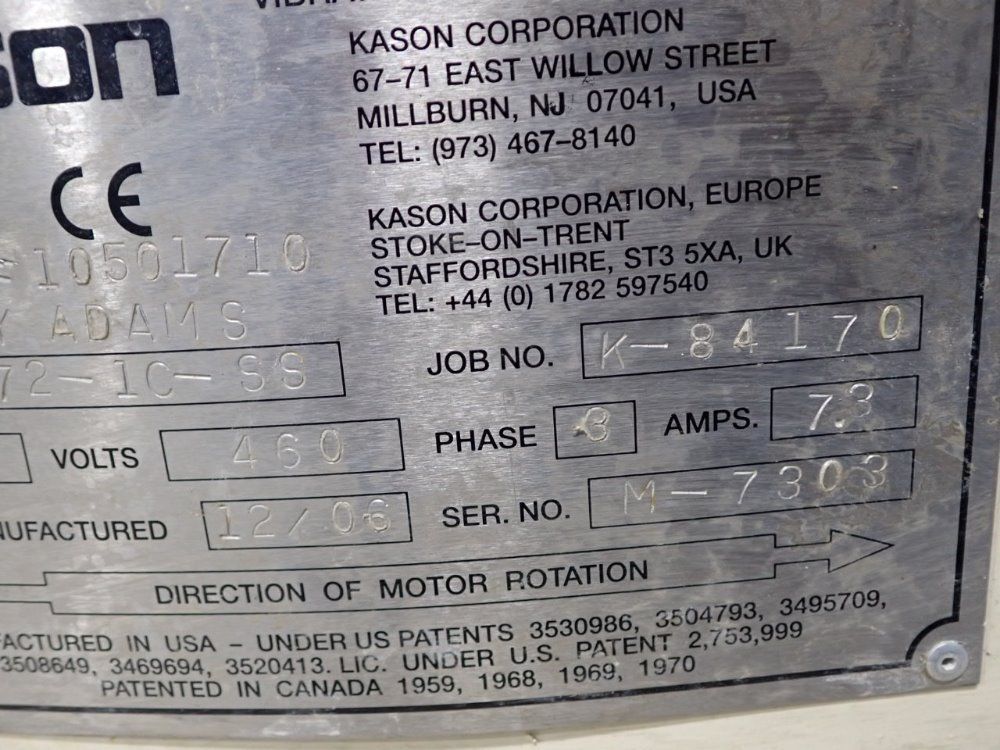 KASON CORPORATION
67-71 EAST WILLOW STREET
MILLBURN, NJ 07041, USA
TEL: (973) 467-8140
CE
KASON CORPORATION, EUROPE
STOKE-ON-TRENT
STAFFORDSHIRE, ST3 5XA, UK
TEL: +44 (0) 1782 597540
10501710
ADAMS
72-1C-SS
JOB NO. K-84170
VOLTS 460 PHASE 3 AMPS. 7.3
12/06 SER. NO. M-7303
DIRECTION OF MOTOR ROTATION
IN USA - UNDER US PATENTS 3530986, 3504793, 3495709,
3508649, 3469694, 3520413. LIC. UNDER U.S. PATENT 2,753,999
PATENTED IN CANADA 1959, 1968, 1969, 1970